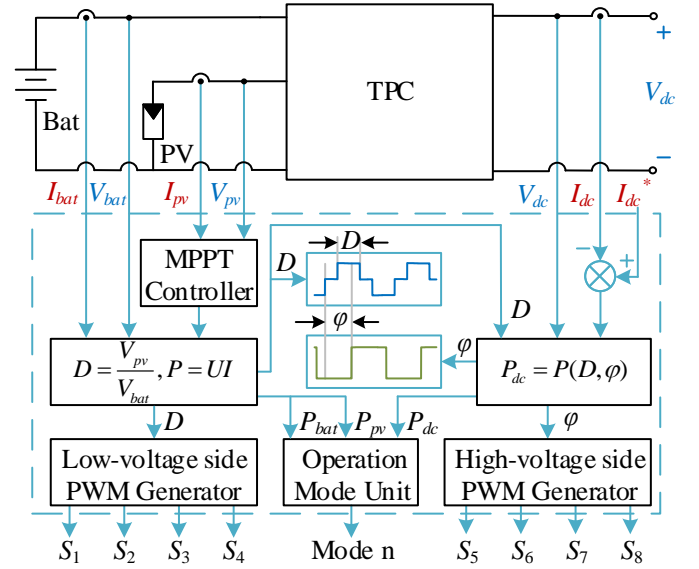 +
TPC
V_dc
Bat
PV
−
I_bat V_bat I_pv V_pv V_dc I_dc I_dc*
MPPT
Controller
D
D
− +
D
φ
φ
D = V_pv / V_bat , P = UI
P_dc = P(D, φ)
D
P_bat P_pv P_dc
φ
Low-voltage side
PWM Generator
Operation
Mode Unit
High-voltage side
PWM Generator
S_1 S_2 S_3 S_4 Mode n S_5 S_6 S_7 S_8